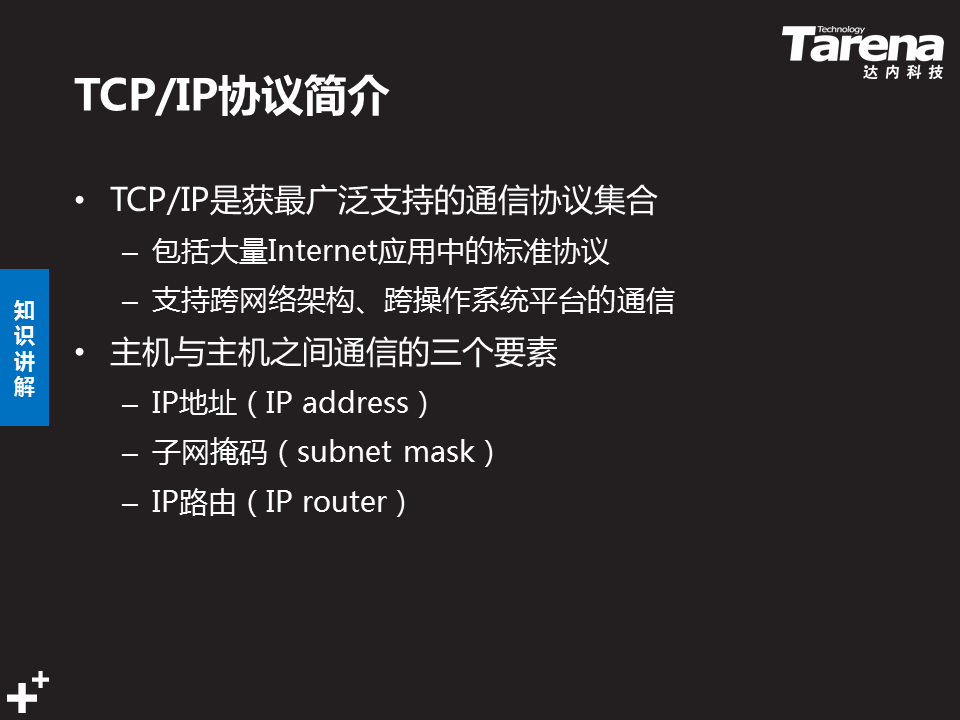 Technology
Tarena
达内科技
TCP/IP协议简介
• TCP/IP是获最广泛支持的通信协议集合
– 包括大量Internet应用中的标准协议
– 支持跨网络架构、跨操作系统平台的通信
知识讲解
• 主机与主机之间通信的三个要素
– IP地址（IP address）
– 子网掩码（subnet mask）
– IP路由（IP router）